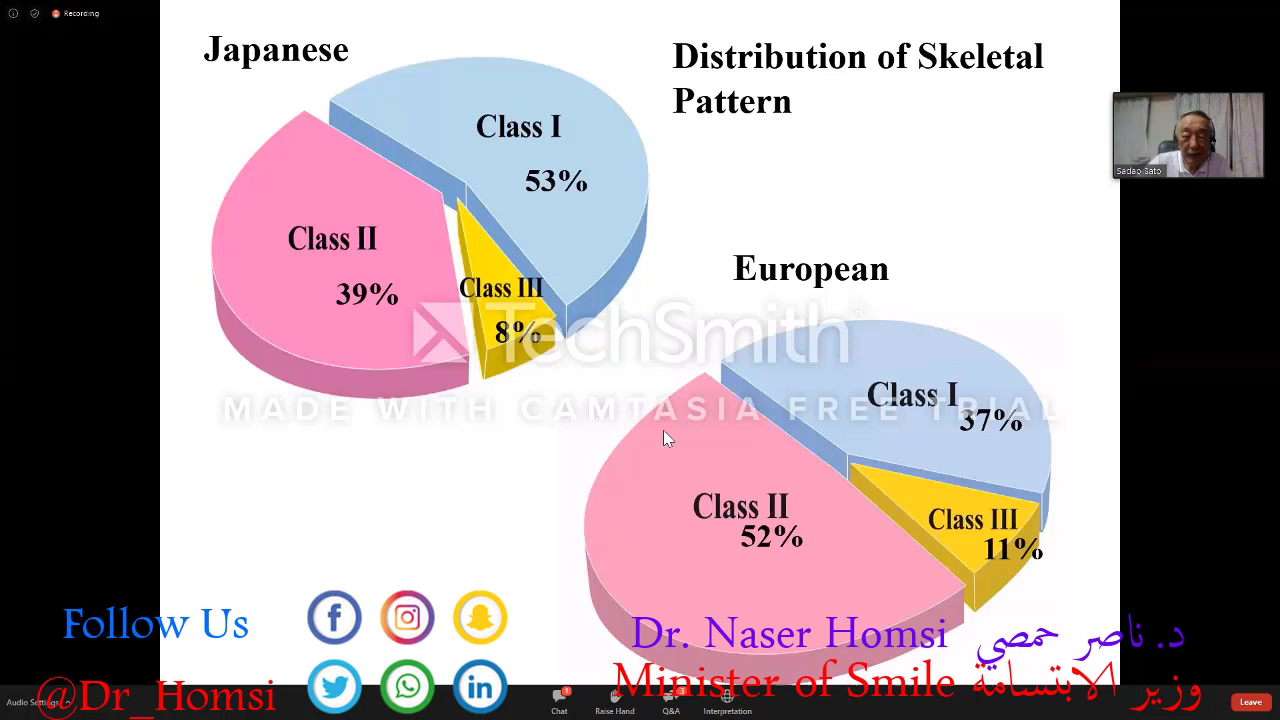 Recording
Japanese
Distribution of Skeletal
Pattern
Class I
53%
Class II
39%
Class III
8%
Sadao Sato
European
TechSmith®
MADE WITH CAMTASIA FREE TRIAL
Class I
37%
Class II
52%
Class III
11%
Follow Us
@Dr_Homsi
Dr. Naser Homsi د. ناصر حمصي
Minister of Smile وزير الابتسامة
Audio Settings
Chat
1
Raise Hand
Q&A
3
Interpretation
Leave